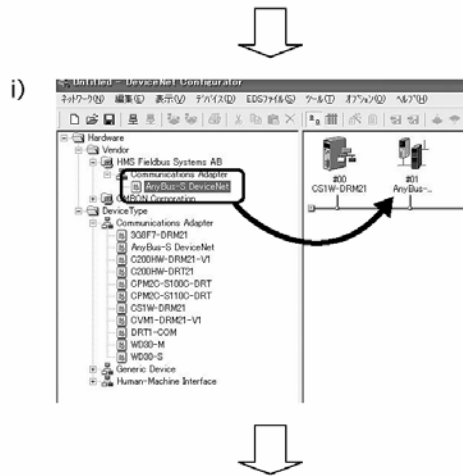 i)
Untitled - DeviceNet Configurator
ネットワーク(N) 編集(E) 表示(V) デバイス(D) EDSファイル(S) ツール(T) オプション(O) ヘルプ(H)
Hardware
Vendor
HMS Fieldbus Systems AB
Communications Adapter
AnyBus-S DeviceNet
OMRON Corporation
DeviceType
Communications Adapter
3G8F7-DRM21
AnyBus-S DeviceNet
C200HW-DRM21-V1
C200HW-DRT21
CPM2C-S100C-DRT
CPM2C-S110C-DRT
CS1W-DRM21
CVM1-DRM21-V1
DRT1-COM
WD30-M
WD30-S
Generic Device
Human-Machine Interface
#00
CS1W-DRM21
#01
AnyBus-..